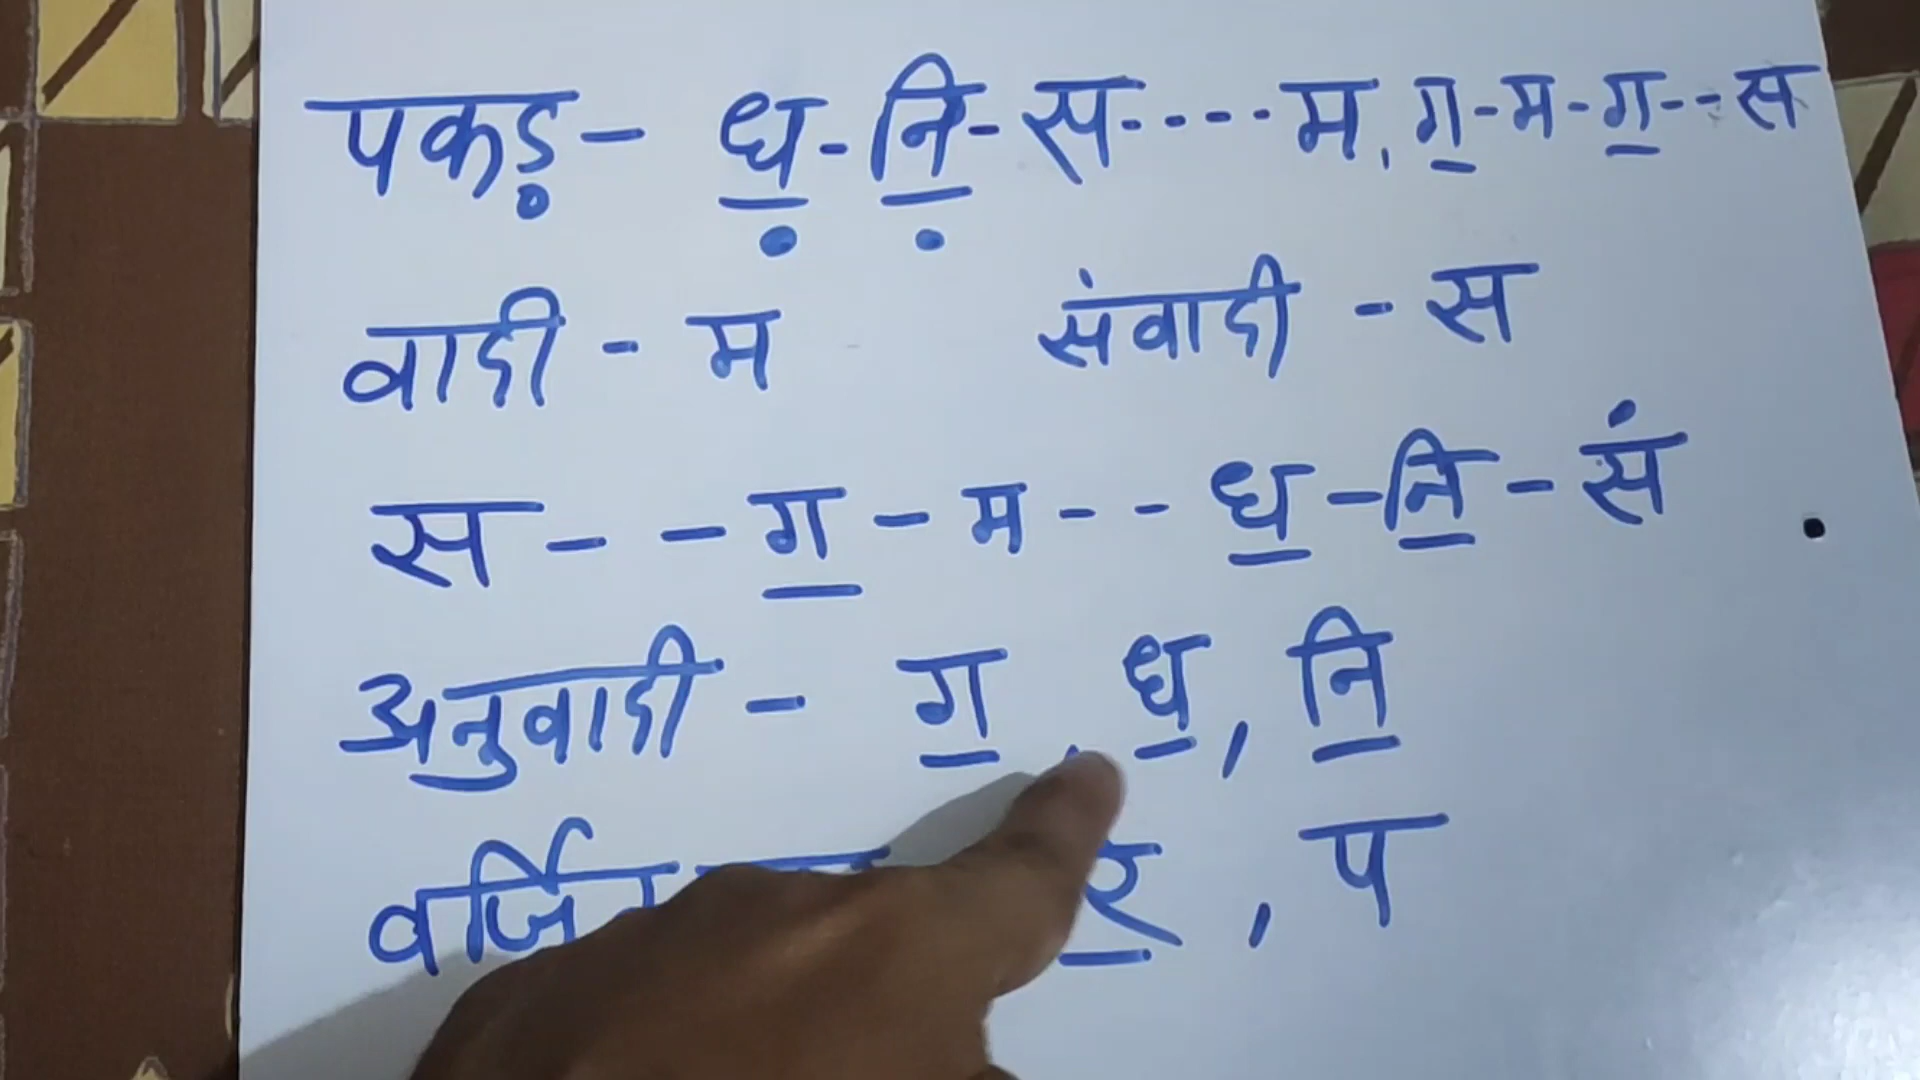 पकड़ - ध़॒ - नि़॒ - स---- म, ग॒ - म - ग॒ -- स
वादी - म संवादी - स
स - - ग॒ - म - - ध॒ - नि॒ - सं
अनुवादी - ग॒, ध॒, नि॒
र॒, प